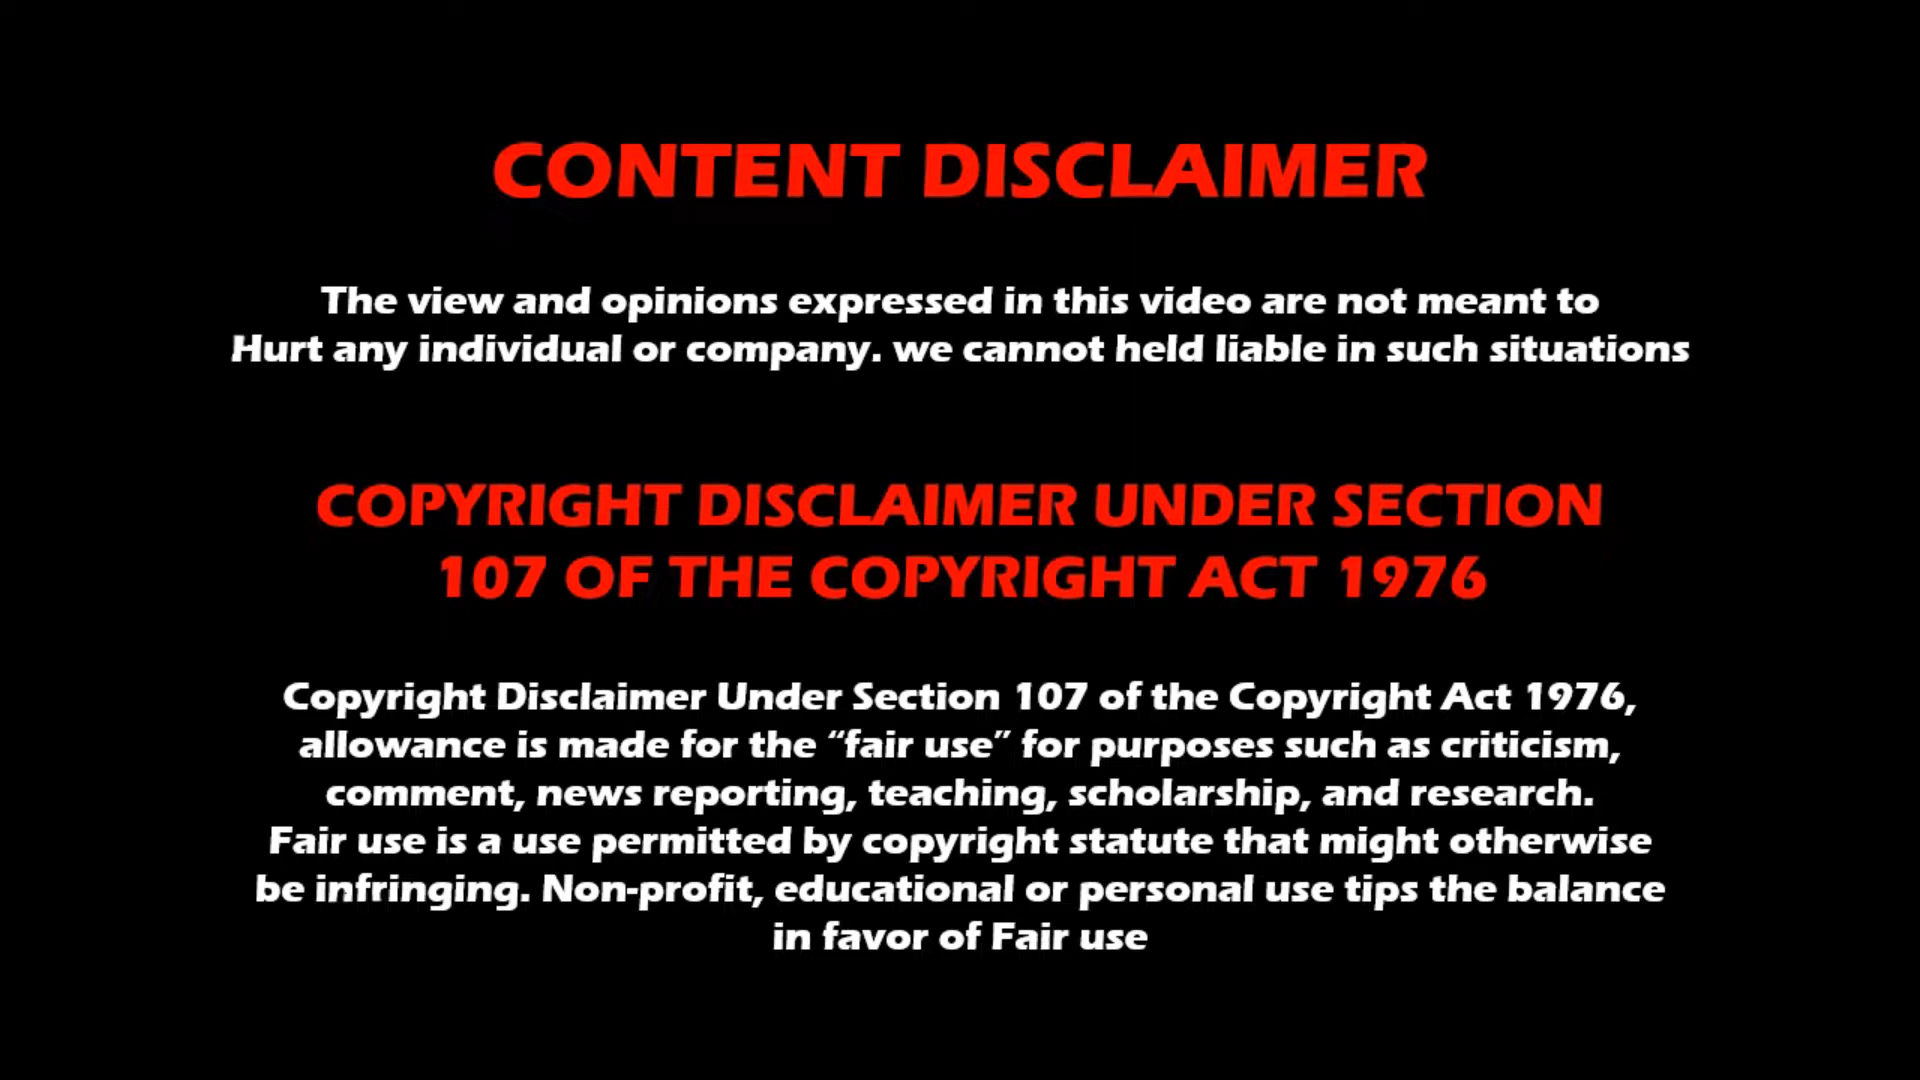 CONTENT DISCLAIMER
The view and opinions expressed in this video are not meant to
Hurt any individual or company. we cannot held liable in such situations
COPYRIGHT DISCLAIMER UNDER SECTION
107 OF THE COPYRIGHT ACT 1976
Copyright Disclaimer Under Section 107 of the Copyright Act 1976,
allowance is made for the “fair use” for purposes such as criticism,
comment, news reporting, teaching, scholarship, and research.
Fair use is a use permitted by copyright statute that might otherwise
be infringing. Non-profit, educational or personal use tips the balance
in favor of Fair use